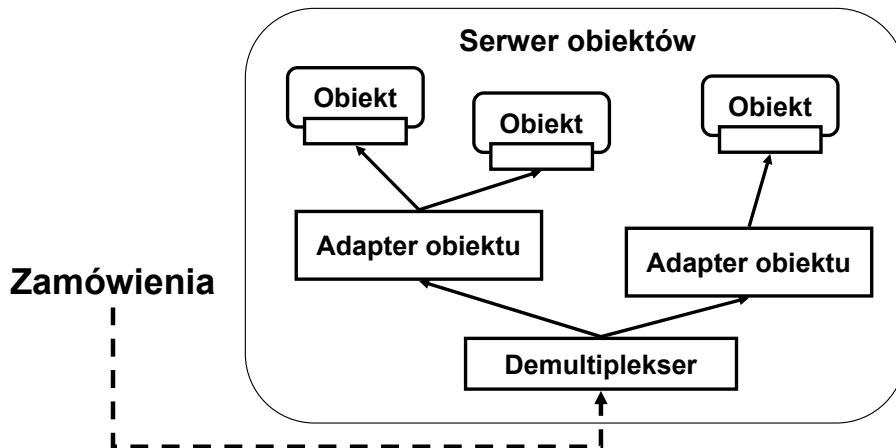 Serwer obiektów
Obiekt
Obiekt
Obiekt
Adapter obiektu
Adapter obiektu
Zamówienia
Demultiplekser